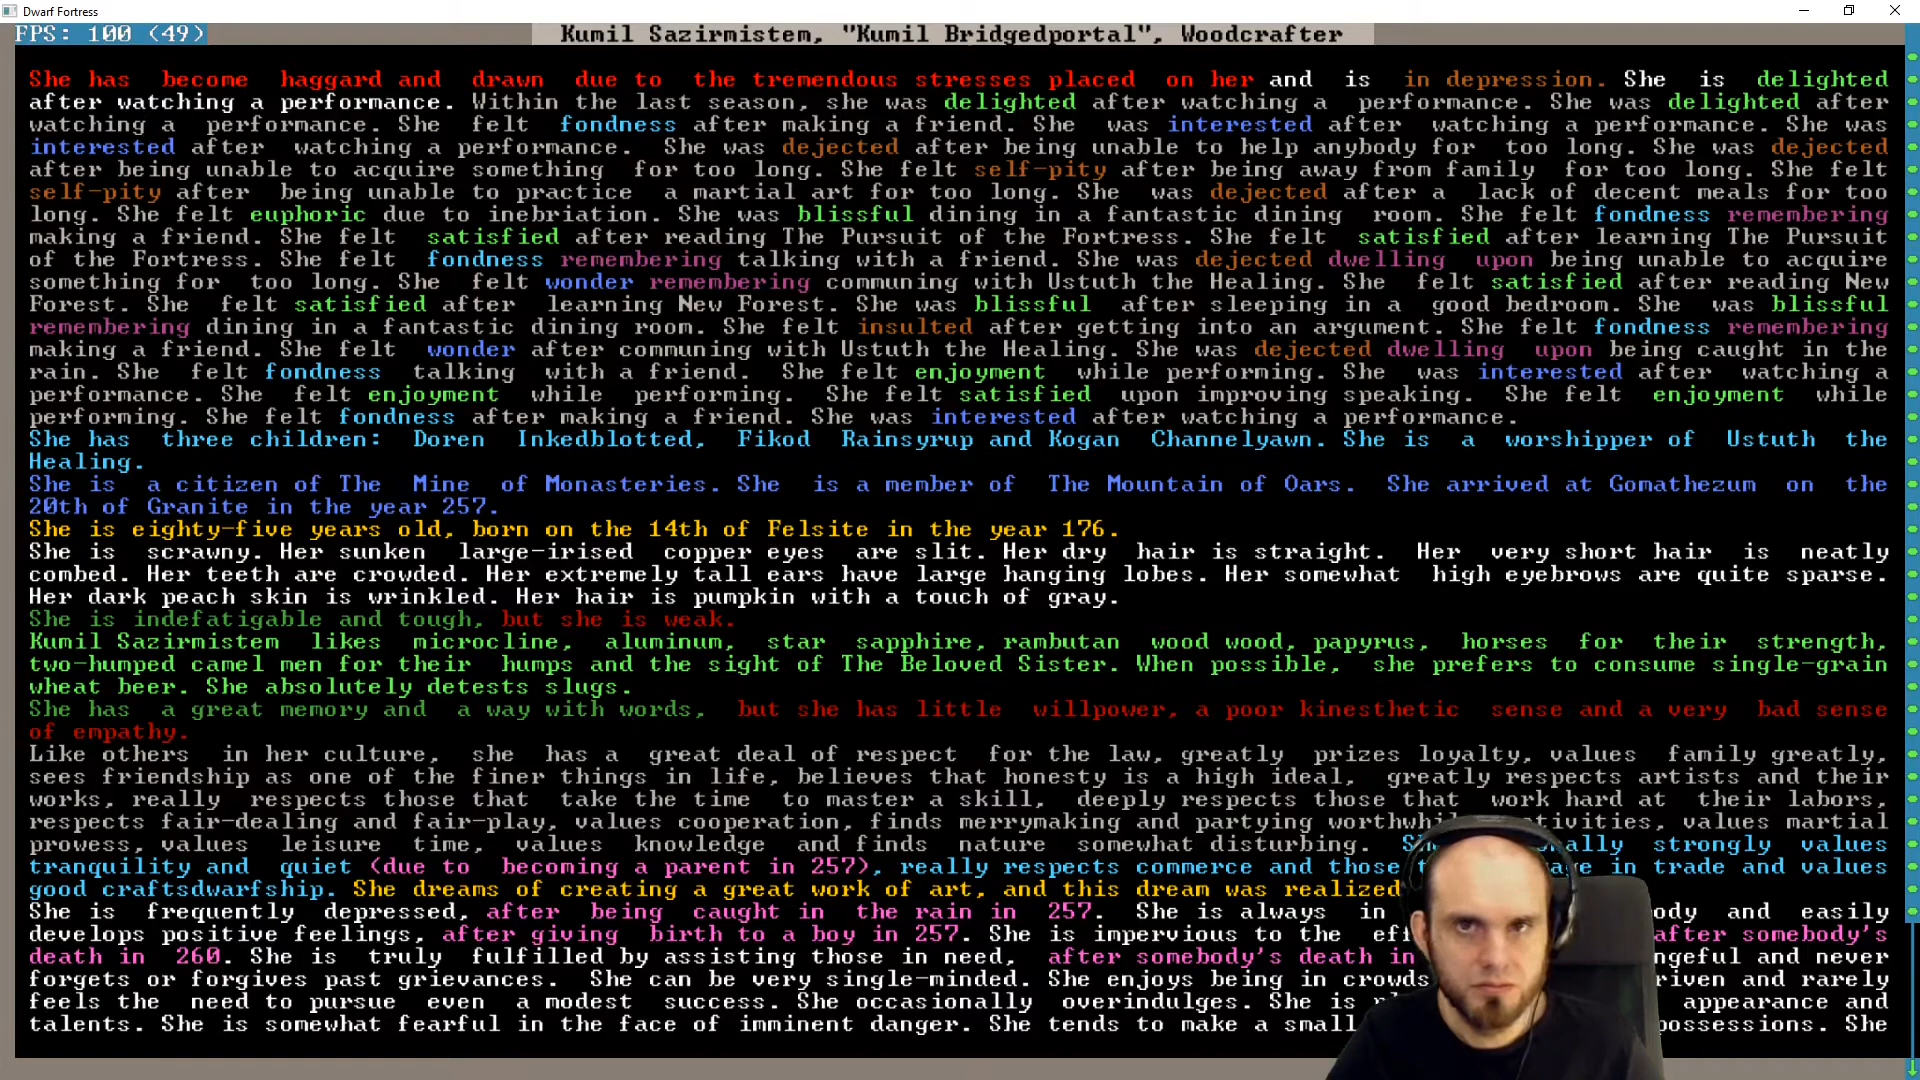 Dwarf Fortress
FPS: 100 (49)
Kumil Sazirmistem, "Kumil Bridgedportal", Woodcrafter
She has become haggard and drawn due to the tremendous stresses placed on her and is in depression. She is delighted
after watching a performance. Within the last season, she was delighted after watching a performance. She was delighted after
watching a performance. She felt fondness after making a friend. She was interested after watching a performance. She was
interested after watching a performance. She was dejected after being unable to help anybody for too long. She was dejected
after being unable to acquire something for too long. She felt self-pity after being away from family for too long. She felt
self-pity after being unable to practice a martial art for too long. She was dejected after a lack of decent meals for too
long. She felt euphoric due to inebriation. She was blissful dining in a fantastic dining room. She felt fondness remembering
making a friend. She felt satisfied after reading The Pursuit of the Fortress. She felt satisfied after learning The Pursuit
of the Fortress. She felt fondness remembering talking with a friend. She was dejected dwelling upon being unable to acquire
something for too long. She felt wonder remembering communing with Ustuth the Healing. She felt satisfied after reading New
Forest. She felt satisfied after learning New Forest. She was blissful after sleeping in a good bedroom. She was blissful
remembering dining in a fantastic dining room. She felt insulted after getting into an argument. She felt fondness remembering
making a friend. She felt wonder after communing with Ustuth the Healing. She was dejected dwelling upon being caught in the
rain. She felt fondness talking with a friend. She felt enjoyment while performing. She was interested after watching a
performance. She felt enjoyment while performing. She felt satisfied upon improving speaking. She felt enjoyment while
performing. She felt fondness after making a friend. She was interested after watching a performance.
She has three children: Doren Inkedblotted, Fikod Rainsyrup and Kogan Channelyawn. She is a worshipper of Ustuth the
Healing.
She is a citizen of The Mine of Monasteries. She is a member of The Mountain of Oars. She arrived at Gomathezum on the
20th of Granite in the year 257.
She is eighty-five years old, born on the 14th of Felsite in the year 176.
She is scrawny. Her sunken large-irised copper eyes are slit. Her dry hair is straight. Her very short hair is neatly
combed. Her teeth are crowded. Her extremely tall ears have large hanging lobes. Her somewhat high eyebrows are quite sparse.
Her dark peach skin is wrinkled. Her hair is pumpkin with a touch of gray.
She is indefatigable and tough, but she is weak.
Kumil Sazirmistem likes microcline, aluminum, star sapphire, rambutan wood wood, papyrus, horses for their strength,
two-humped camel men for their humps and the sight of The Beloved Sister. When possible, she prefers to consume single-grain
wheat beer. She absolutely detests slugs.
She has a great memory and a way with words, but she has little willpower, a poor kinesthetic sense and a very bad sense
of empathy.
Like others in her culture, she has a great deal of respect for the law, greatly prizes loyalty, values family greatly,
sees friendship as one of the finer things in life, believes that honesty is a high ideal, greatly respects artists and their
works, really respects those that take the time to master a skill, deeply respects those that work hard at their labors,
respects fair-dealing and fair-play, values cooperation, finds merrymaking and partying worthwhile activities, values martial
prowess, values leisure time, values knowledge and finds nature somewhat disturbing. strongly values
tranquility and quiet (due to becoming a parent in 257), really respects commerce and those in trade and values
good craftsdwarfship. She dreams of creating a great work of art, and this dream was realized
She is frequently depressed, after being caught in the rain in 257. She is always in and easily
develops positive feelings, after giving birth to a boy in 257. She is impervious to the after somebody's
death in 260. She is truly fulfilled by assisting those in need, after somebody's death in and never
forgets or forgives past grievances. She can be very single-minded. She enjoys being in crowds and rarely
feels the need to pursue even a modest success. She occasionally overindulges. She is appearance and
talents. She is somewhat fearful in the face of imminent danger. She tends to make a small possessions. She